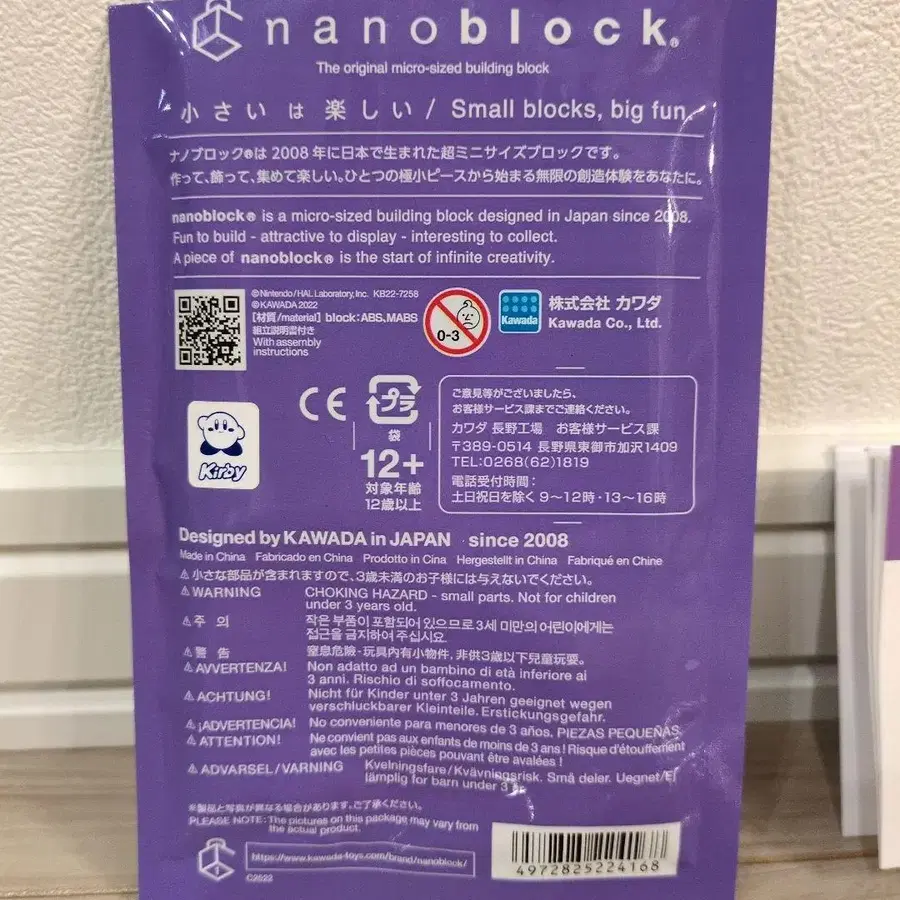 nanoblock®
The original micro-sized building block
小さいは楽しい / Small blocks, big fun.
ナノブロック®は2008年に日本で生まれた超ミニサイズブロックです。
作って、飾って、集めて楽しい。ひとつの極小ピースから始まる無限の創造体験をあなたに。
nanoblock® is a micro-sized building block designed in Japan since 2008.
Fun to build - attractive to display - interesting to collect.
A piece of nanoblock® is the start of infinite creativity.
©Nintendo/HAL Laboratory, Inc. KB22-7258
©KAWADA 2022
【材質/material】block:ABS,MABS
組立説明書付き
With assembly
instructions
0-3
Kawada
株式会社 カワダ
Kawada Co., Ltd.
Kirby
CE
プラ
袋
12+
対象年齢
12歳以上
ご意見等がございましたら、
お客様サービス課までご連絡ください。
カワダ 長野工場 お客様サービス課
〒389-0514 長野県東御市加沢1409
TEL:0268(62)1819
電話受付時間:
土日祝日を除く 9～12時・13～16時
Designed by KAWADA in JAPAN since 2008
Made in China Fabricado en China Prodotto in Cina Hergestellt in China Fabriqué en Chine
⚠小さな部品が含まれますので、3歳未満のお子様には与えないでください。
⚠WARNING CHOKING HAZARD - small parts. Not for children
under 3 years old.
⚠주 의 작은 부품이 포함되어 있으므로 3세 미만의 어린이에게는
접근을 금지하여 주십시요.
⚠警 告 窒息危險-玩具内有小物件, 非供3歳以下兒童玩耍.
⚠AVVERTENZA! Non adatto ad un bambino di età inferiore ai
3 anni. Rischio di soffocamento.
⚠ACHTUNG! Nicht für Kinder unter 3 Jahren geeignet wegen
verschluckbarer Kleinteile. Erstickungsgefahr.
⚠¡ADVERTENCIA! No conveniente para menores de 3 años. PIEZAS PEQUEÑAS.
⚠ATTENTION! Ne convient pas aux enfants de moins de 3 ans! Risque d'étouffement
avec les petites pièces pouvant être avalées!
⚠ADVARSEL/VARNING Kvelningsfare/Kvävningsrisk. Små deler. Uegnet/Ej
lämplig for barn under 3
※製品と写真が異なる場合があります。ご了承ください。
PLEASE NOTE: The pictures on this package may vary from
the actual product.
https://www.kawada-toys.com/brand/nanoblock/
C2522
4972825224168